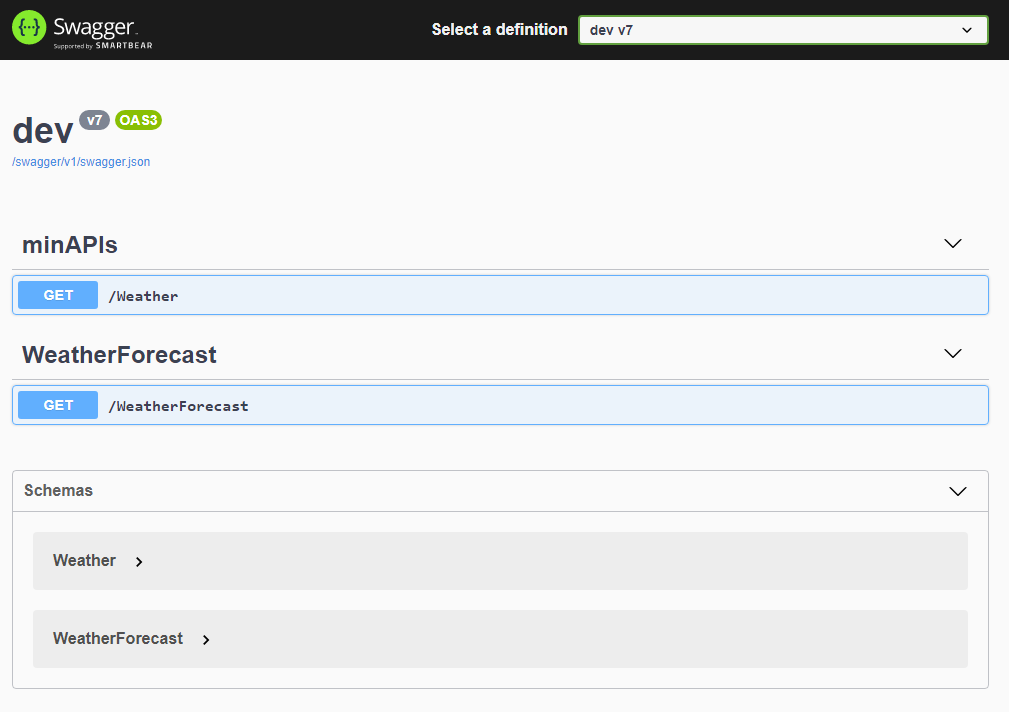 Swagger.
Supported by SMARTBEAR
Select a definition
dev v7
dev v7 OAS3
/swagger/v1/swagger.json
minAPIs
GET /Weather
WeatherForecast
GET /WeatherForecast
Schemas
Weather
WeatherForecast